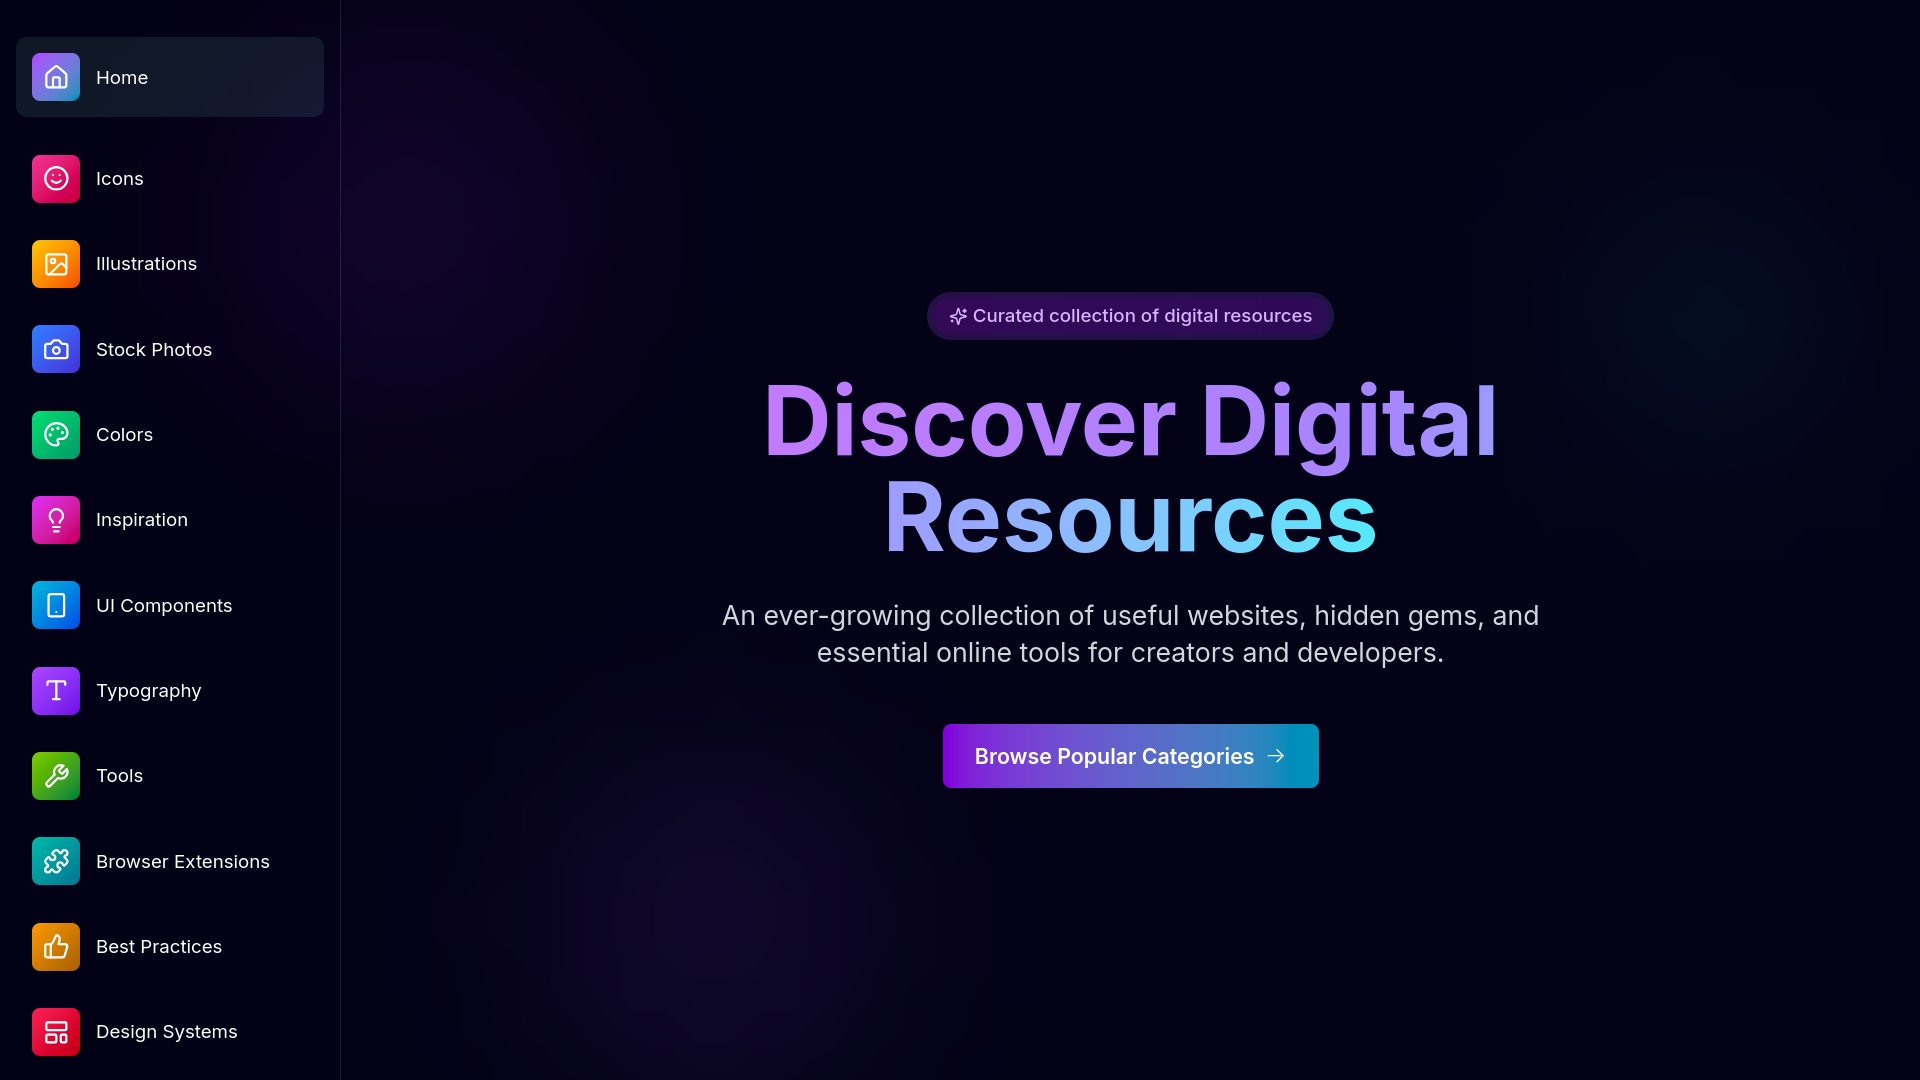 Home
Icons
Illustrations
Stock Photos
Colors
Inspiration
UI Components
Typography
Tools
Browser Extensions
Best Practices
Design Systems
Curated collection of digital resources
Discover Digital
Resources
An ever-growing collection of useful websites, hidden gems, and
essential online tools for creators and developers.
Browse Popular Categories